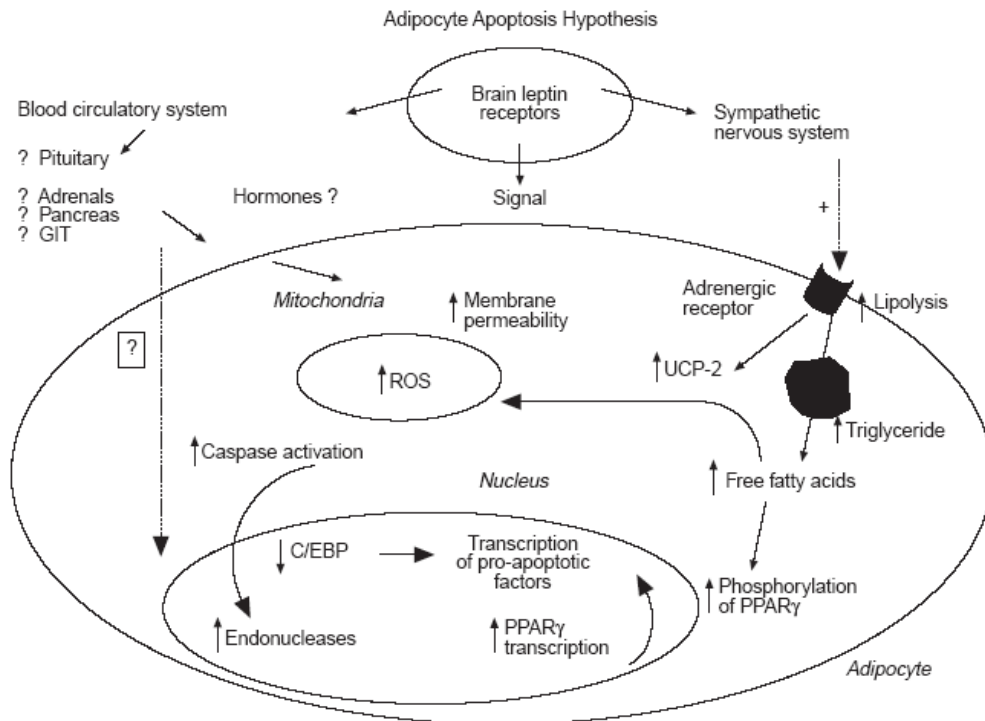 Adipocyte Apoptosis Hypothesis
Brain leptin
receptors
Blood circulatory system
? Pituitary
? Adrenals
? Pancreas
? GIT
Hormones ?
Signal
Sympathetic
nervous system
+
Mitochondria
↑ Membrane
permeability
Adrenergic
receptor
↑ Lipolysis
?
↑ ROS
↑ UCP-2
↑ Triglyceride
↑ Caspase activation
Nucleus
↑ Free fatty acids
↓ C/EBP
Transcription
of pro-apoptotic
factors
↑ Phosphorylation
of PPARγ
↑ Endonucleases
↑ PPARγ
transcription
Adipocyte